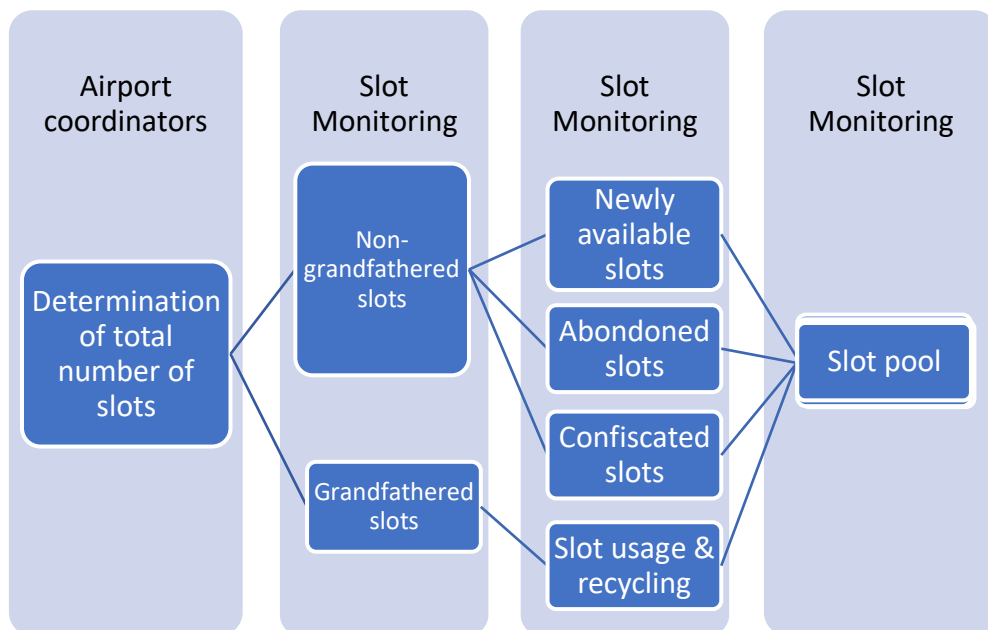 Airport
coordinators
Determination
of total
number of
slots
Slot
Monitoring
Non-
grandfathered
slots
Grandfathered
slots
Slot
Monitoring
Newly
available
slots
Abondoned
slots
Confiscated
slots
Slot usage &
recycling
Slot
Monitoring
Slot pool